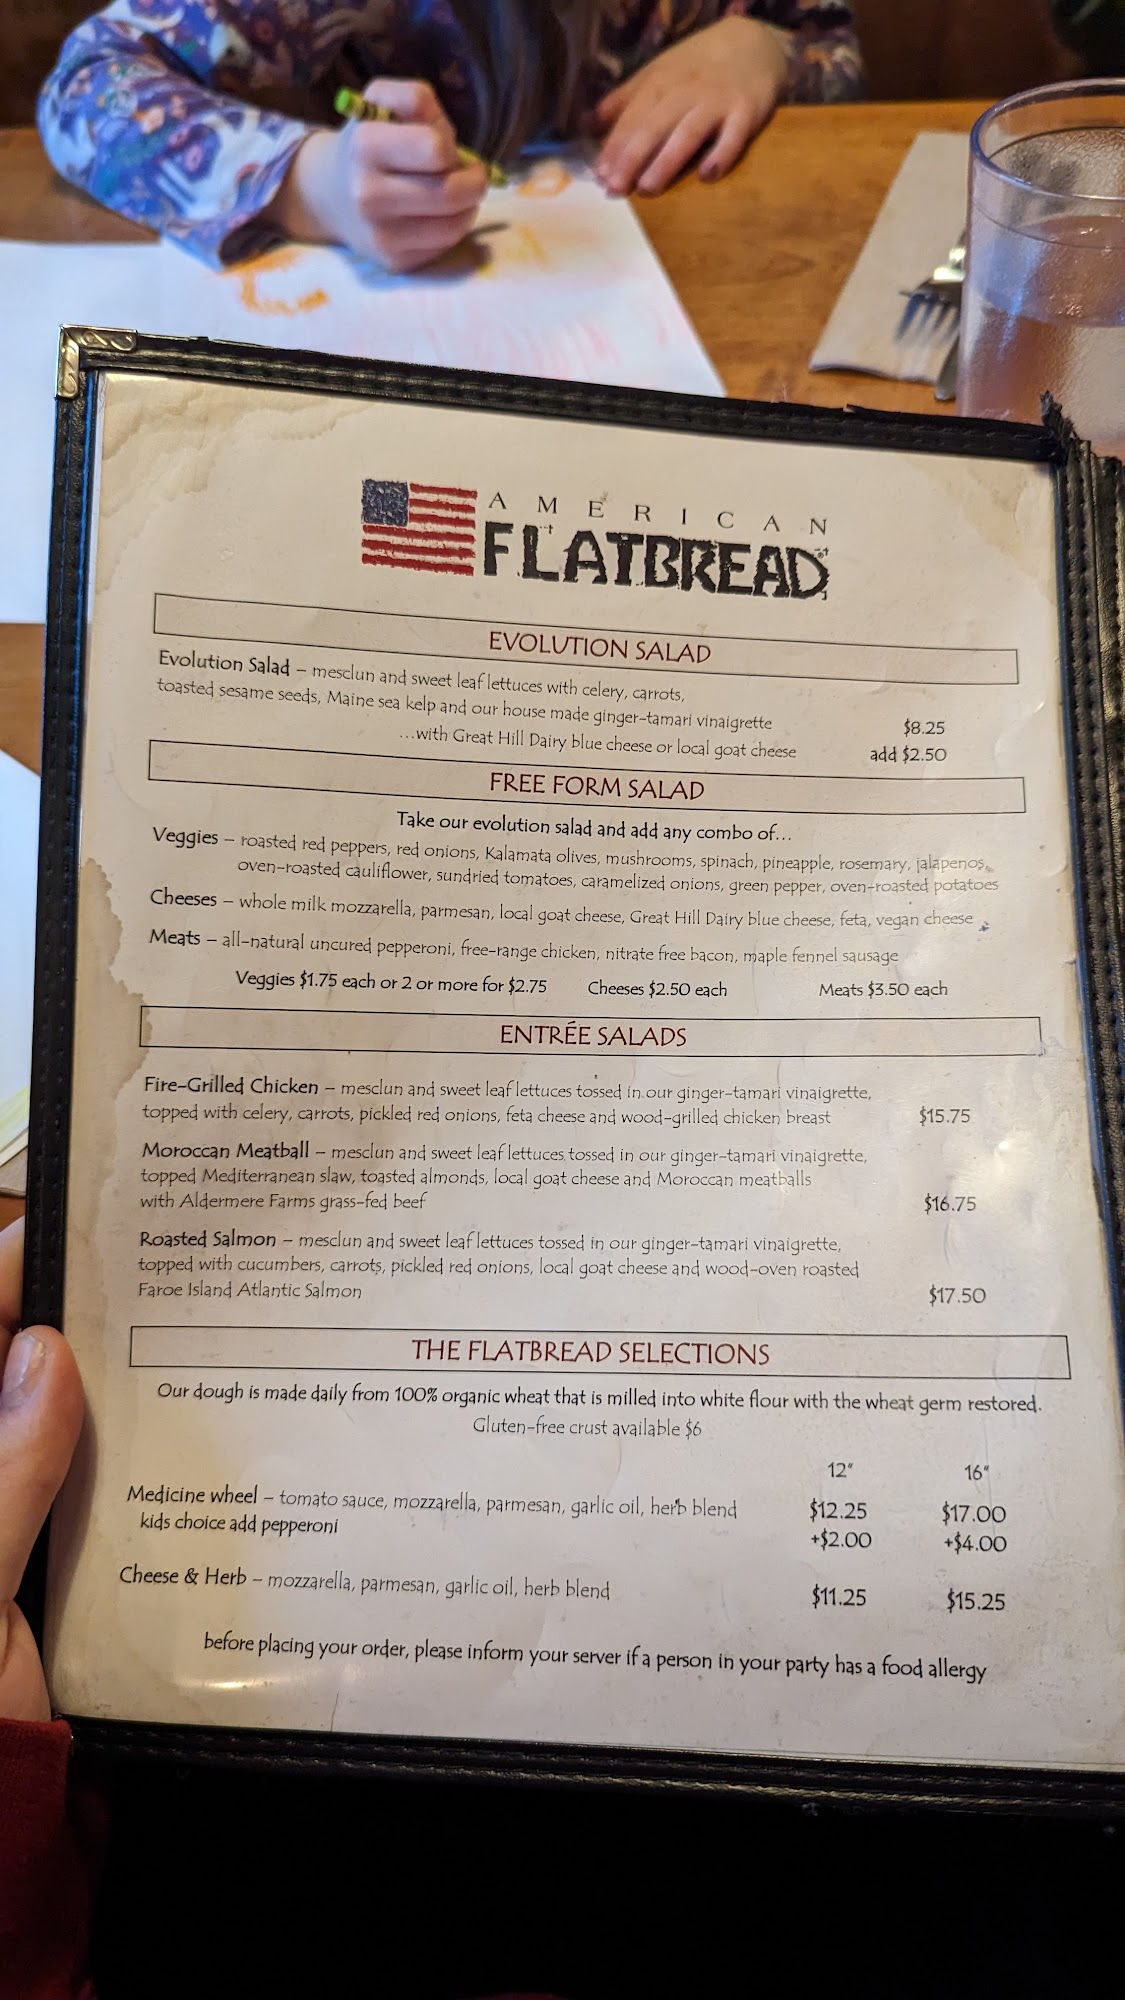 AMERICAN
FLATBREAD
EVOLUTION SALAD
Evolution Salad – mesclun and sweet leaf lettuces with celery, carrots,
toasted sesame seeds, Maine sea kelp and our house made ginger-tamari vinaigrette $8.25
...with Great Hill Dairy blue cheese or local goat cheese add $2.50
FREE FORM SALAD
Take our evolution salad and add any combo of...
Veggies – roasted red peppers, red onions, Kalamata olives, mushrooms, spinach, pineapple, rosemary, jalapenos,
oven-roasted cauliflower, sundried tomatoes, caramelized onions, green pepper, oven-roasted potatoes
Cheeses – whole milk mozzarella, parmesan, local goat cheese, Great Hill Dairy blue cheese, feta, vegan cheese
Meats – all-natural uncured pepperoni, free-range chicken, nitrate free bacon, maple fennel sausage
Veggies $1.75 each or 2 or more for $2.75 Cheeses $2.50 each Meats $3.50 each
ENTRÉE SALADS
Fire-Grilled Chicken – mesclun and sweet leaf lettuces tossed in our ginger-tamari vinaigrette,
topped with celery, carrots, pickled red onions, feta cheese and wood-grilled chicken breast $15.75
Moroccan Meatball – mesclun and sweet leaf lettuces tossed in our ginger-tamari vinaigrette,
topped Mediterranean slaw, toasted almonds, local goat cheese and Moroccan meatballs
with Aldermere Farms grass-fed beef $16.75
Roasted Salmon – mesclun and sweet leaf lettuces tossed in our ginger-tamari vinaigrette,
topped with cucumbers, carrots, pickled red onions, local goat cheese and wood-oven roasted
Faroe Island Atlantic Salmon $17.50
THE FLATBREAD SELECTIONS
Our dough is made daily from 100% organic wheat that is milled into white flour with the wheat germ restored.
Gluten-free crust available $6
12" 16"
Medicine wheel – tomato sauce, mozzarella, parmesan, garlic oil, herb blend $12.25 $17.00
kids choice add pepperoni +$2.00 +$4.00
Cheese & Herb – mozzarella, parmesan, garlic oil, herb blend $11.25 $15.25
before placing your order, please inform your server if a person in your party has a food allergy